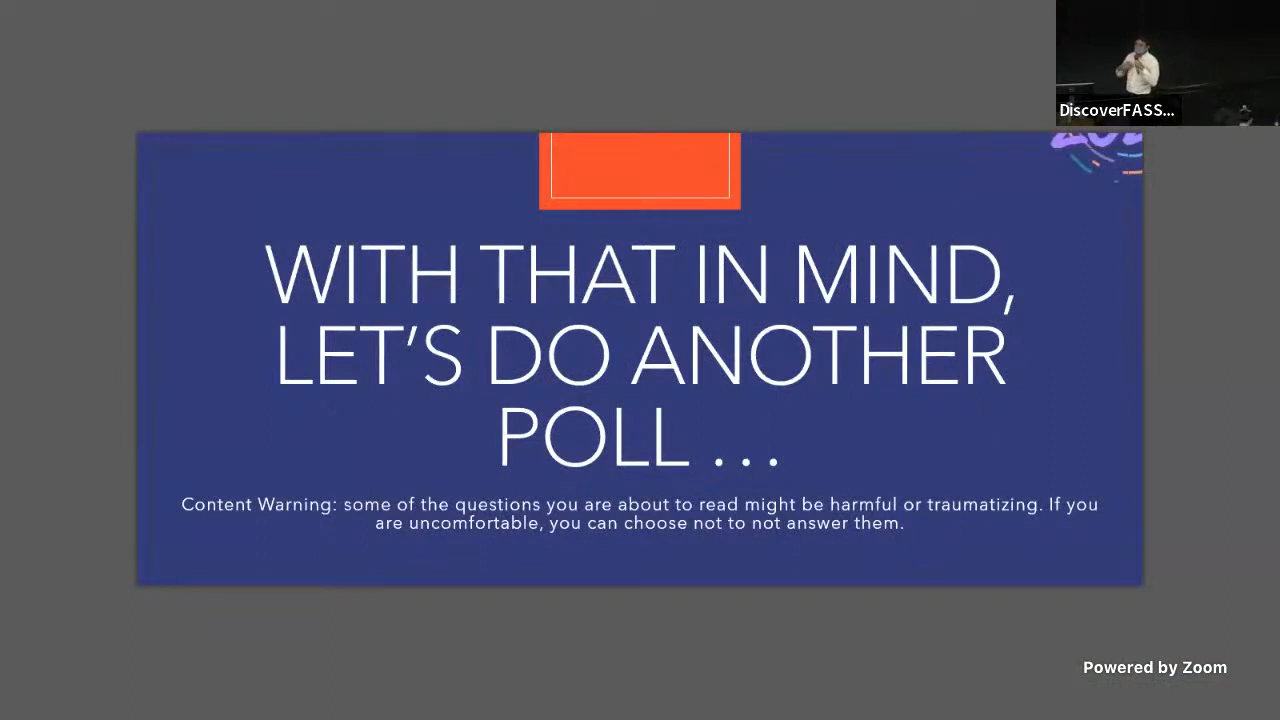 DiscoverFASS...
WITH THAT IN MIND,
LET'S DO ANOTHER
POLL ...
Content Warning: some of the questions you are about to read might be harmful or traumatizing. If you
are uncomfortable, you can choose not to not answer them.
Powered by Zoom